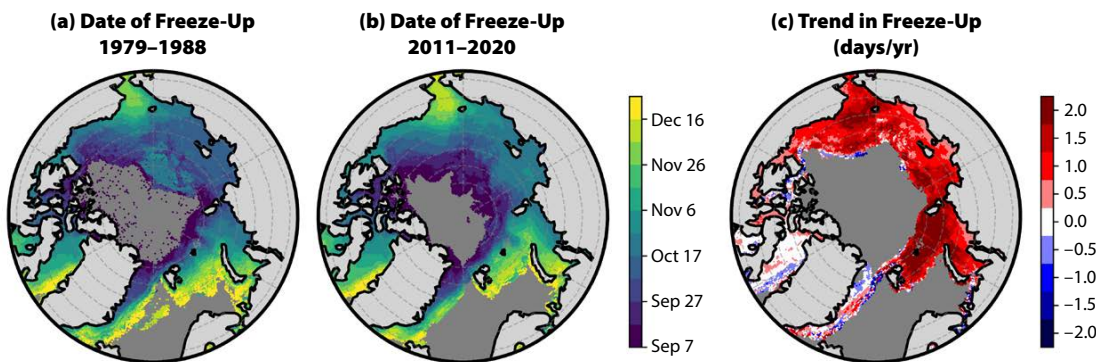 (a) Date of Freeze-Up
1979–1988
(b) Date of Freeze-Up
2011–2020
(c) Trend in Freeze-Up
(days/yr)
Dec 16
Nov 26
Nov 6
Oct 17
Sep 27
Sep 7
2.0
1.5
1.0
0.5
0.0
−0.5
−1.0
−1.5
−2.0